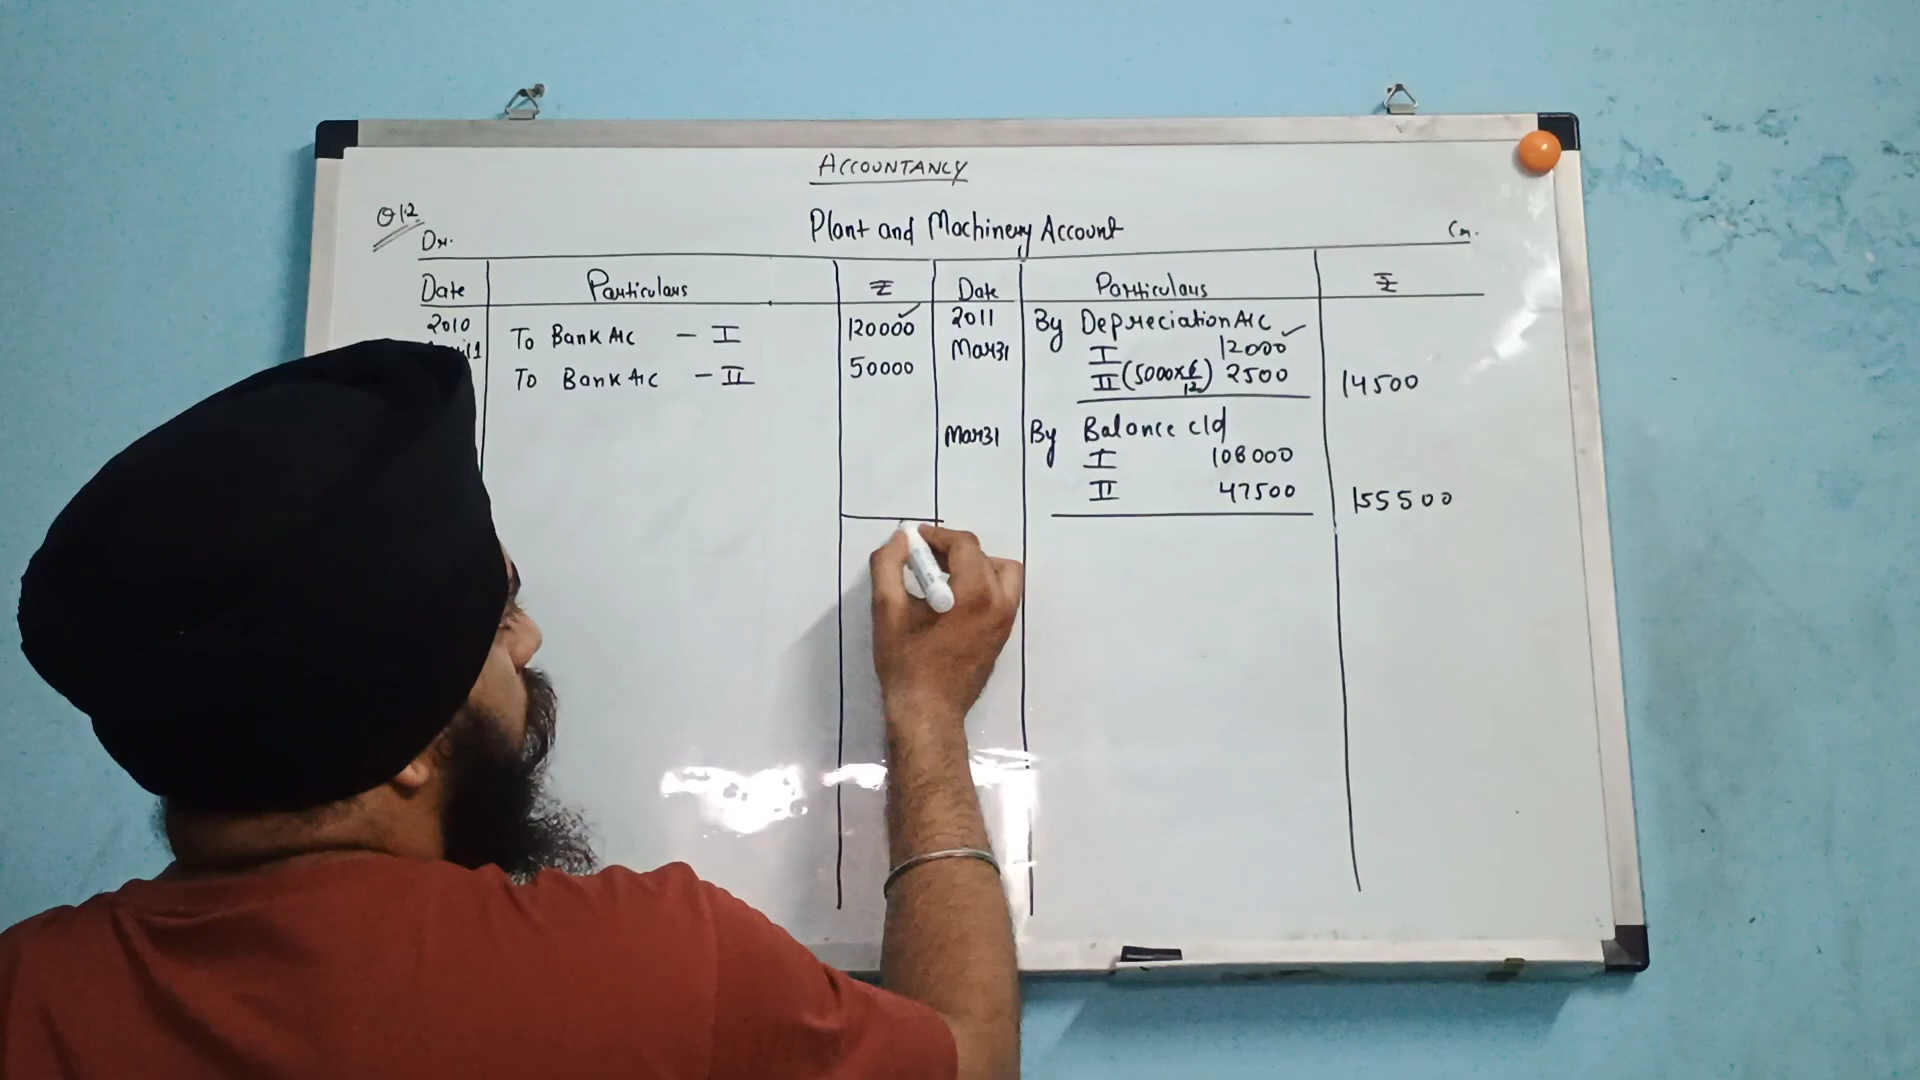 ACCOUNTANCY
Q12.
Plant and Machinery Account
Dr.
Cr.
Date Particulars ₹ Date Particulars ₹
2010 To Bank A/c - I 120000 2011 By Depreciation A/c
Mar31 I 12000
To Bank A/c - II 50000 II (5000×6/12) 2500 14500
Mar31 By Balance c/d
I 108000
II 47500 155500